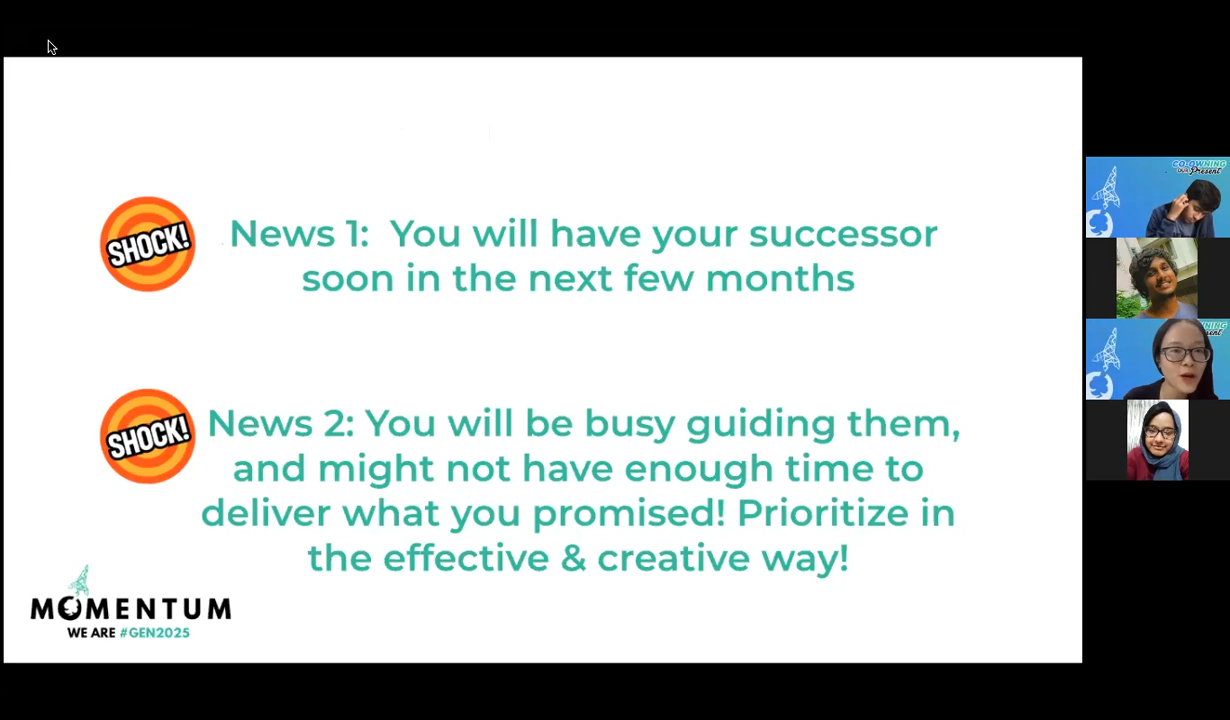 SHOCK!
News 1:  You will have your successor
soon in the next few months
SHOCK!
News 2: You will be busy guiding them,
and might not have enough time to
deliver what you promised! Prioritize in
the effective & creative way!
MOMENTUM
WE ARE #GEN2025
CO-OWNING
OUR Present
NING
ent